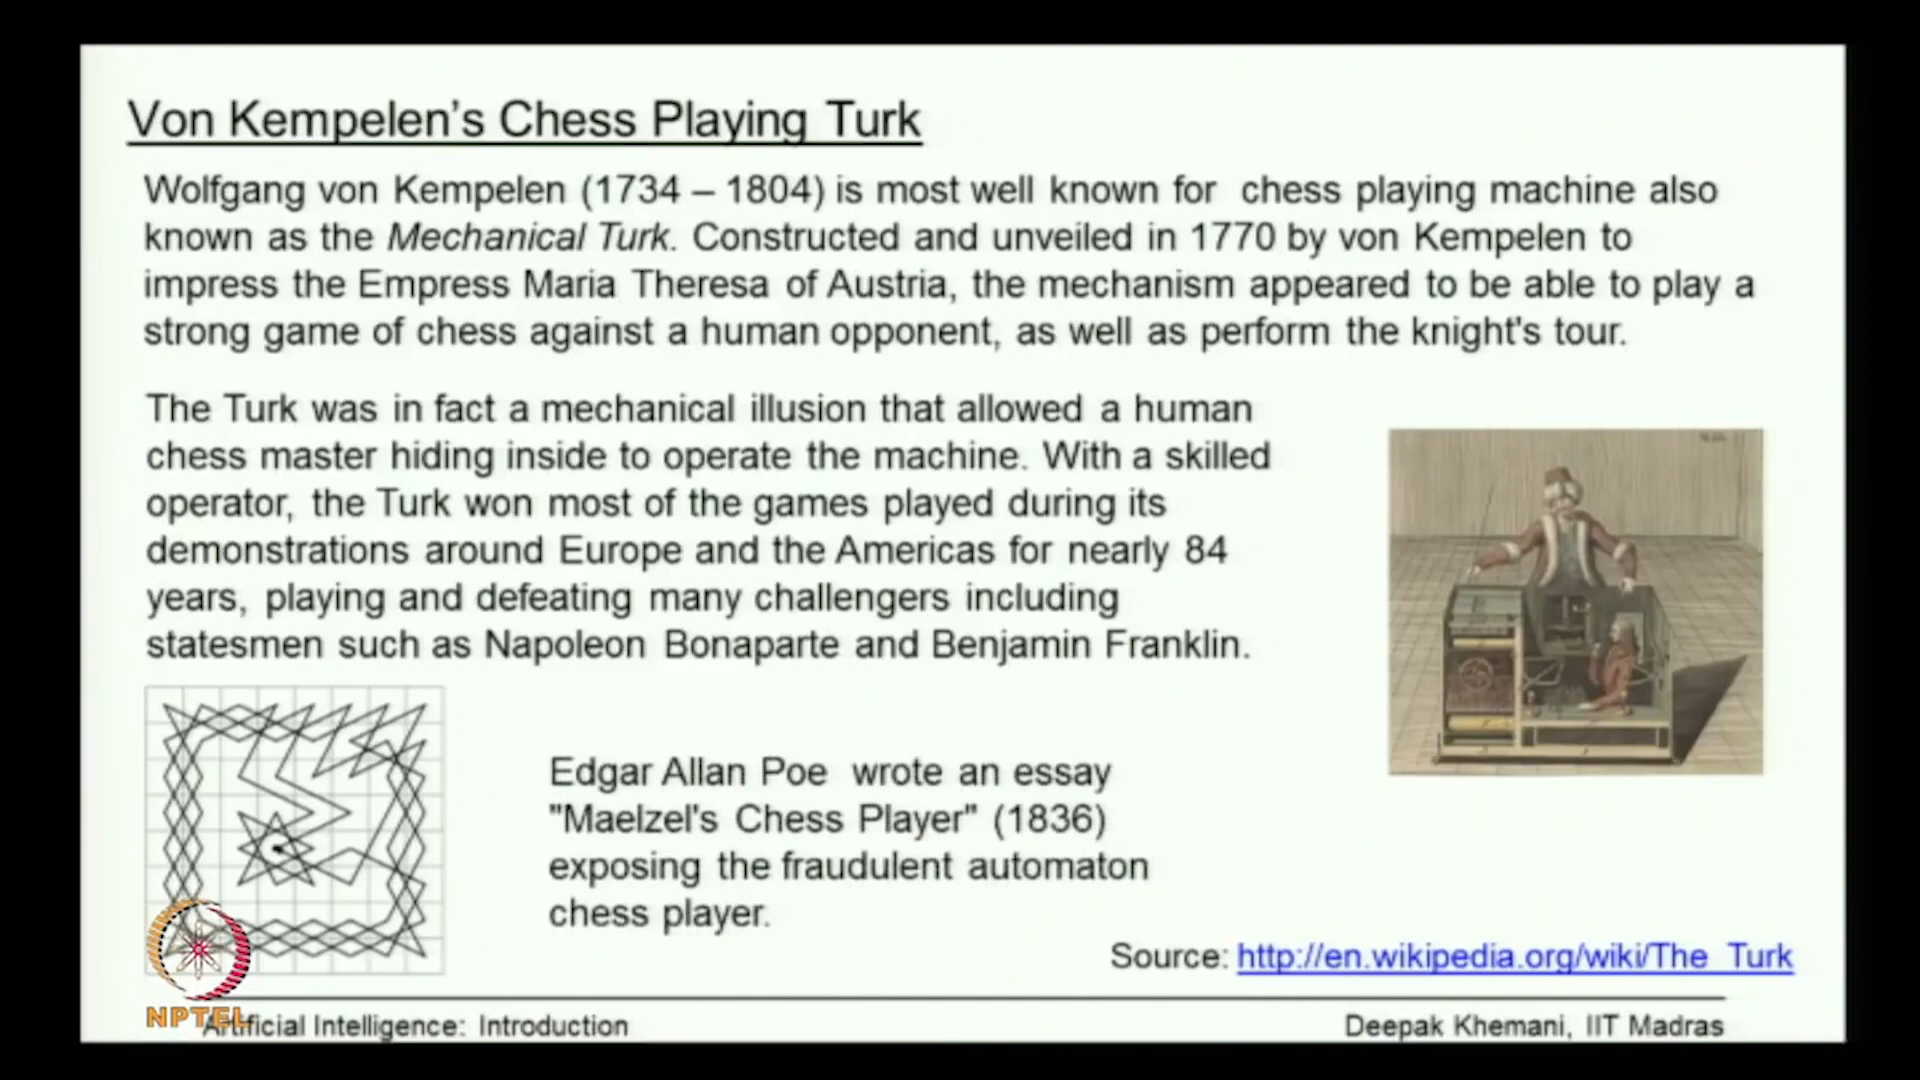 Von Kempelen's Chess Playing Turk
Wolfgang von Kempelen (1734 – 1804) is most well known for chess playing machine also
known as the Mechanical Turk. Constructed and unveiled in 1770 by von Kempelen to
impress the Empress Maria Theresa of Austria, the mechanism appeared to be able to play a
strong game of chess against a human opponent, as well as perform the knight's tour.
The Turk was in fact a mechanical illusion that allowed a human
chess master hiding inside to operate the machine. With a skilled
operator, the Turk won most of the games played during its
demonstrations around Europe and the Americas for nearly 84
years, playing and defeating many challengers including
statesmen such as Napoleon Bonaparte and Benjamin Franklin.
Edgar Allan Poe wrote an essay
"Maelzel's Chess Player" (1836)
exposing the fraudulent automaton
chess player.
Source: http://en.wikipedia.org/wiki/The_Turk
NPTEL
Artificial Intelligence: Introduction
Deepak Khemani, IIT Madras